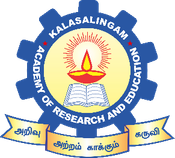 KALASALINGAM
ACADEMY OF RESEARCH AND EDUCATION
அறிவு
அற்றம் காக்கும்
கருவி